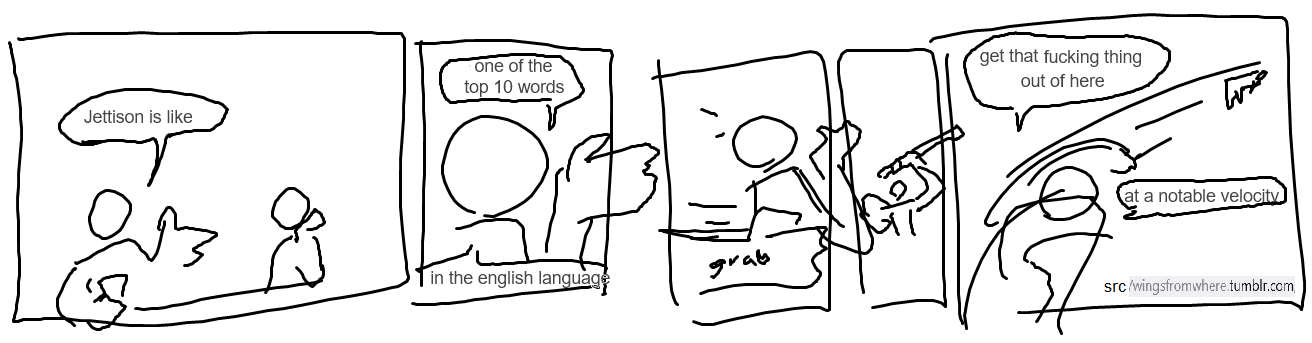 Jettison is like
one of the
top 10 words
in the english language
grab
get that fucking thing
out of here
at a notable velocity
src/wingsfromwhere.tumblr.com